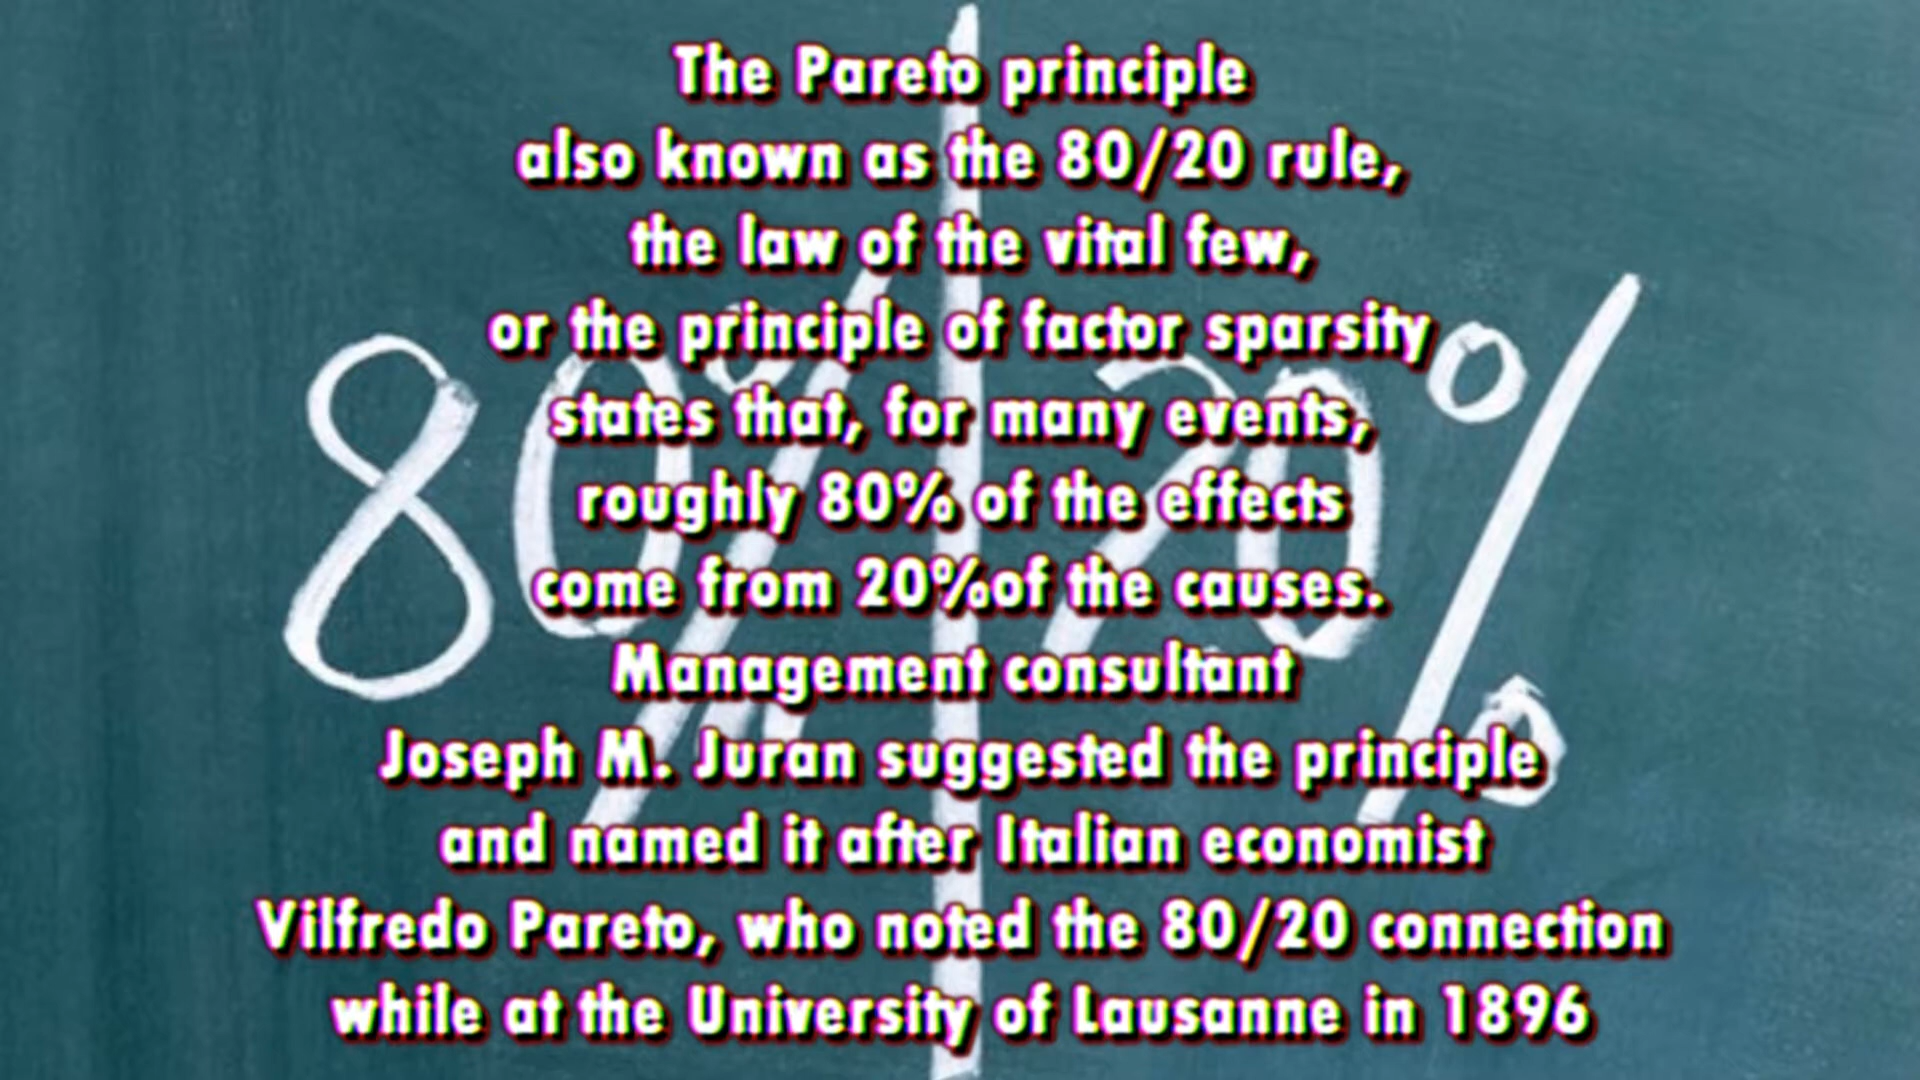 The Pareto principle
also known as the 80/20 rule,
the law of the vital few,
or the principle of factor sparsity
states that, for many events,
roughly 80% of the effects
come from 20%of the causes.
Management consultant
Joseph M. Juran suggested the principle
and named it after Italian economist
Vilfredo Pareto, who noted the 80/20 connection
while at the University of Lausanne in 1896
80% 20%